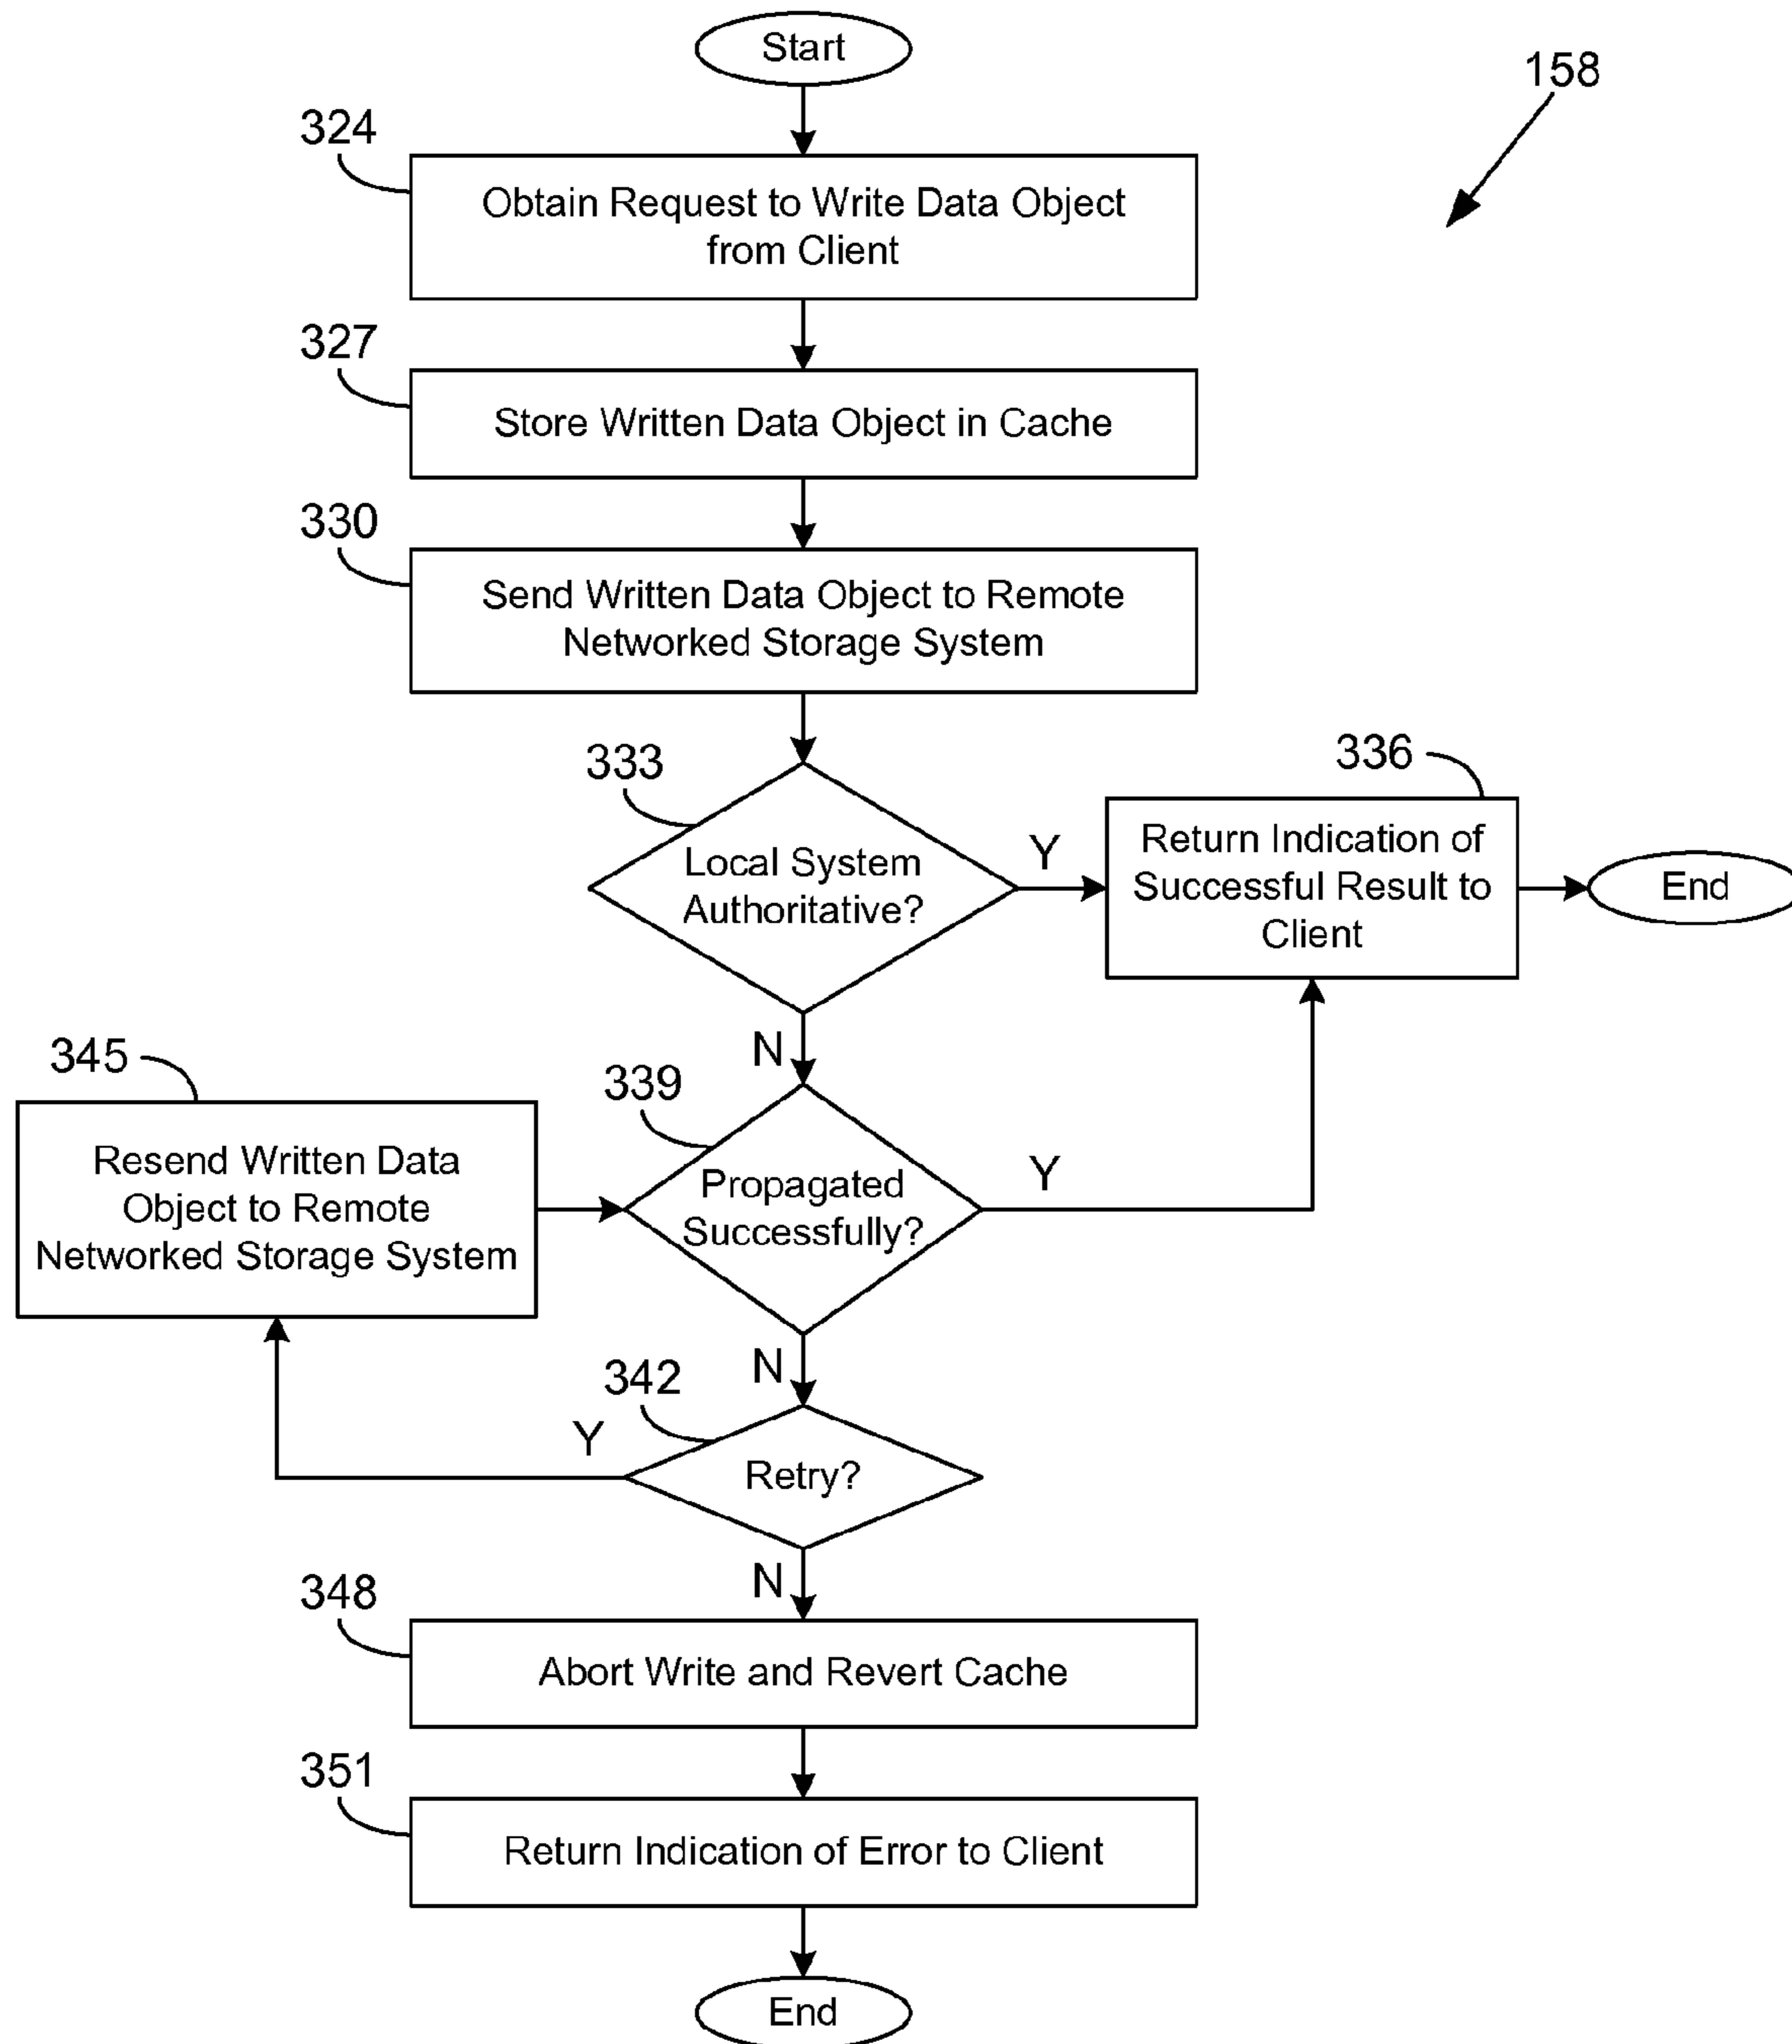 Start
158
324
Obtain Request to Write Data Object
from Client
327
Store Written Data Object in Cache
330
Send Written Data Object to Remote
Networked Storage System
333
Local System
Authoritative?
Y
336
Return Indication of
Successful Result to
Client
End
N
345
Resend Written Data
Object to Remote
Networked Storage System
339
Propagated
Successfully?
Y
N
342
Retry?
Y
N
348
Abort Write and Revert Cache
351
Return Indication of Error to Client
End